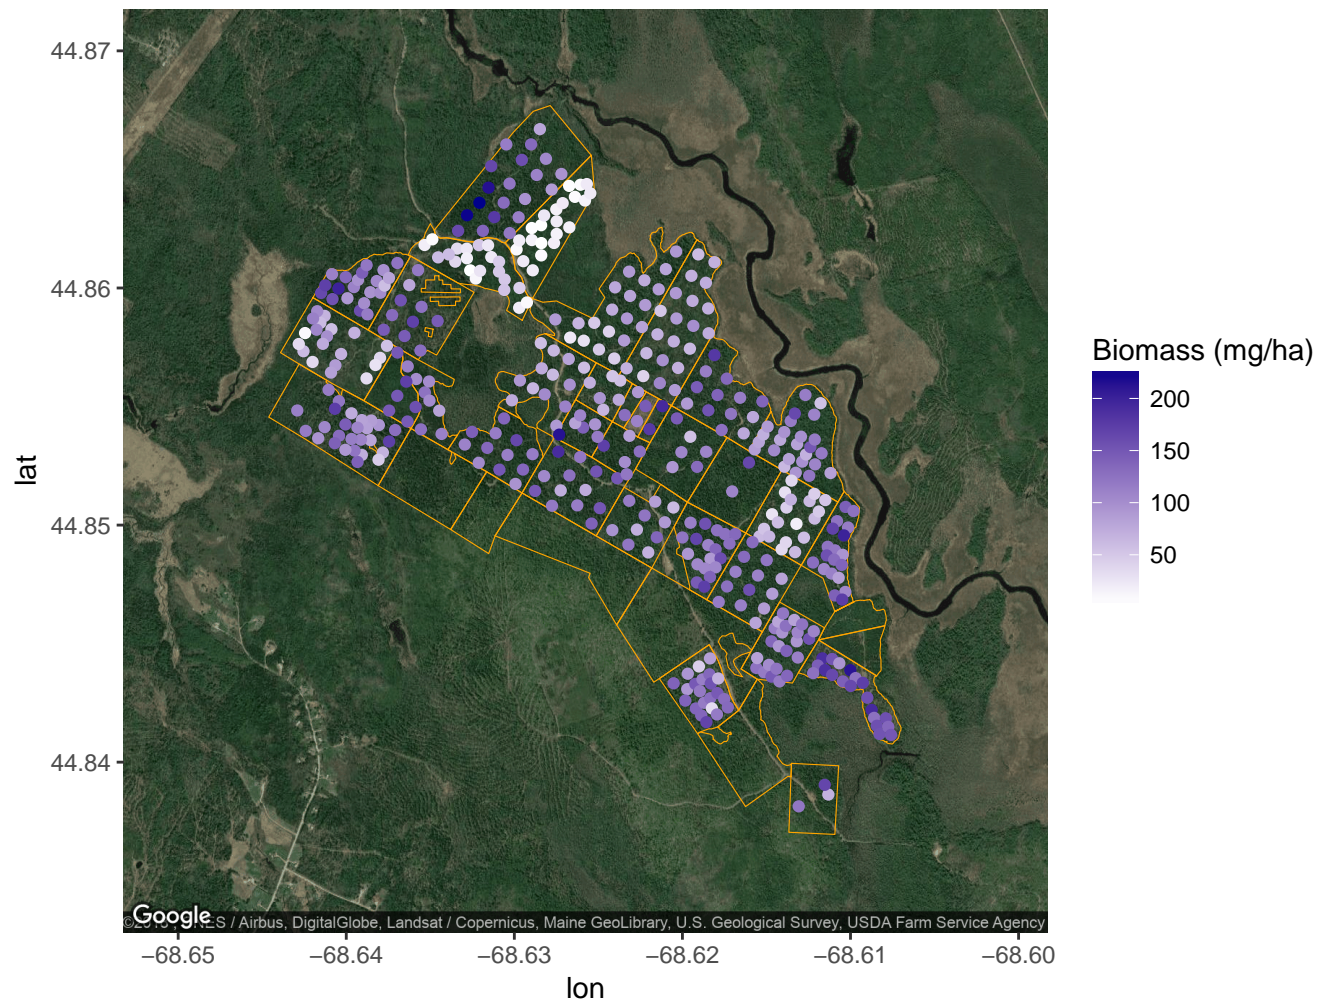 44.87
44.86
44.85
44.84
lat
−68.65
−68.64
−68.63
−68.62
−68.61
−68.60
lon
Biomass (mg/ha)
200
150
100
50
Google
/ Airbus, DigitalGlobe, Landsat / Copernicus, Maine GeoLibrary, U.S. Geological Survey, USDA Farm Service Agency